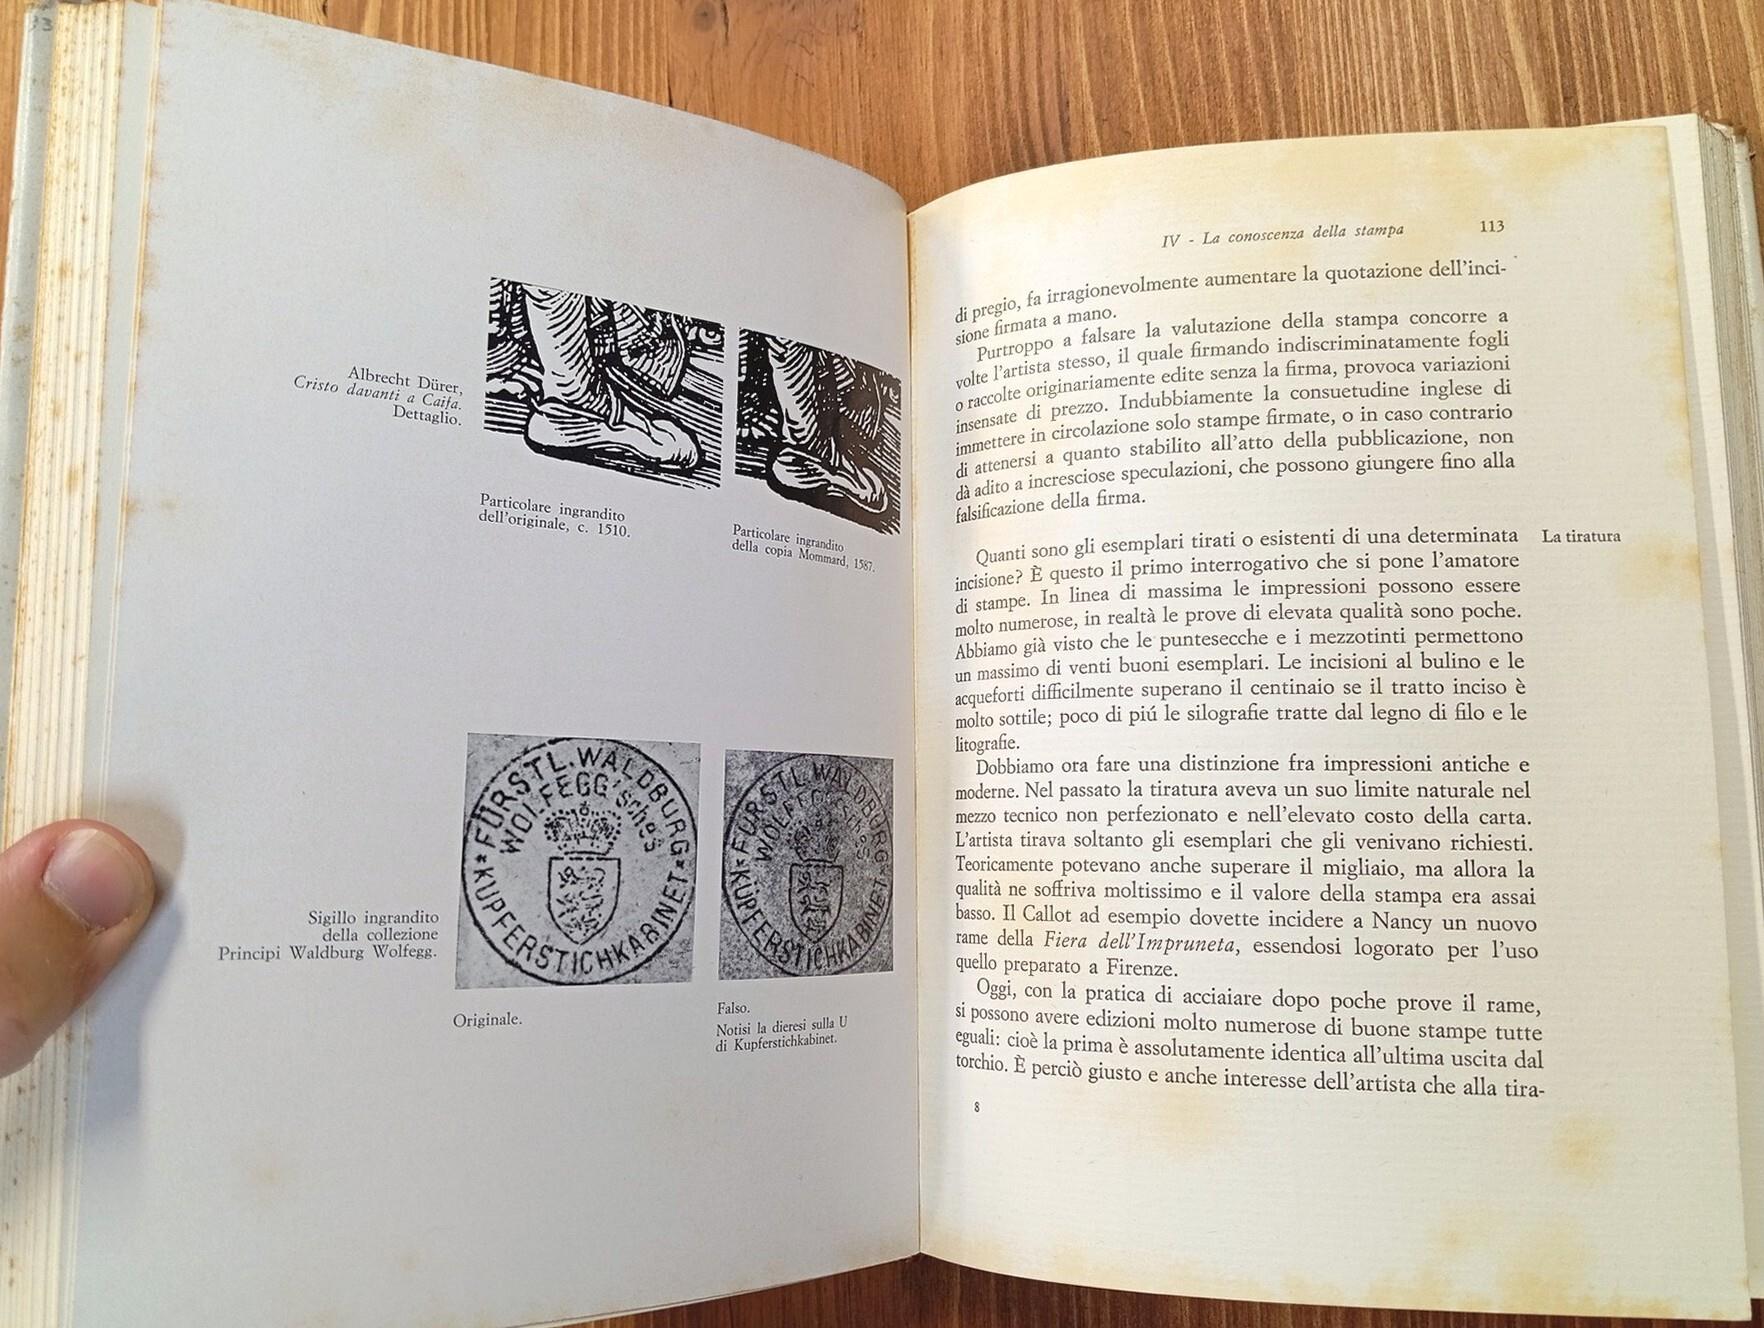 Albrecht Dürer,
Cristo davanti a Caifa.
Dettaglio.
Particolare ingrandito
dell'originale, c. 1510.
Particolare ingrandito
della copia Mommard, 1587.
Sigillo ingrandito
della collezione
Principi Waldburg Wolfegg.
*FÜRSTL.WALDBURG*
WOLFEGG'sches
KUPFERSTICHKABINET
Originale.
*FÜRSTL.WALDBURG
WOLFEGG'sches
KÜPFERSTICHKABINET
Falso.
Notisi la dieresi sulla U
di Kupferstichkabinet.
IV - La conoscenza della stampa 113
di pregio, fa irragionevolmente aumentare la quotazione dell'inci-
sione firmata a mano.
Purtroppo a falsare la valutazione della stampa concorre a
volte l'artista stesso, il quale firmando indiscriminatamente fogli
o raccolte originariamente edite senza la firma, provoca variazioni
insensate di prezzo. Indubbiamente la consuetudine inglese di
immettere in circolazione solo stampe firmate, o in caso contrario
di attenersi a quanto stabilito all'atto della pubblicazione, non
dà adito a incresciose speculazioni, che possono giungere fino alla
falsificazione della firma.
La tiratura
Quanti sono gli esemplari tirati o esistenti di una determinata
incisione? È questo il primo interrogativo che si pone l'amatore
di stampe. In linea di massima le impressioni possono essere
molto numerose, in realtà le prove di elevata qualità sono poche.
Abbiamo già visto che le puntesecche e i mezzotinti permettono
un massimo di venti buoni esemplari. Le incisioni al bulino e le
acqueforti difficilmente superano il centinaio se il tratto inciso è
molto sottile; poco di piú le silografie tratte dal legno di filo e le
litografie.
Dobbiamo ora fare una distinzione fra impressioni antiche e
moderne. Nel passato la tiratura aveva un suo limite naturale nel
mezzo tecnico non perfezionato e nell'elevato costo della carta.
L'artista tirava soltanto gli esemplari che gli venivano richiesti.
Teoricamente potevano anche superare il migliaio, ma allora la
qualità ne soffriva moltissimo e il valore della stampa era assai
basso. Il Callot ad esempio dovette incidere a Nancy un nuovo
rame della Fiera dell'Impruneta, essendosi logorato per l'uso
quello preparato a Firenze.
Oggi, con la pratica di acciaiare dopo poche prove il rame,
si possono avere edizioni molto numerose di buone stampe tutte
eguali: cioè la prima è assolutamente identica all'ultima uscita dal
torchio. È perciò giusto e anche interesse dell'artista che alla tira-
8